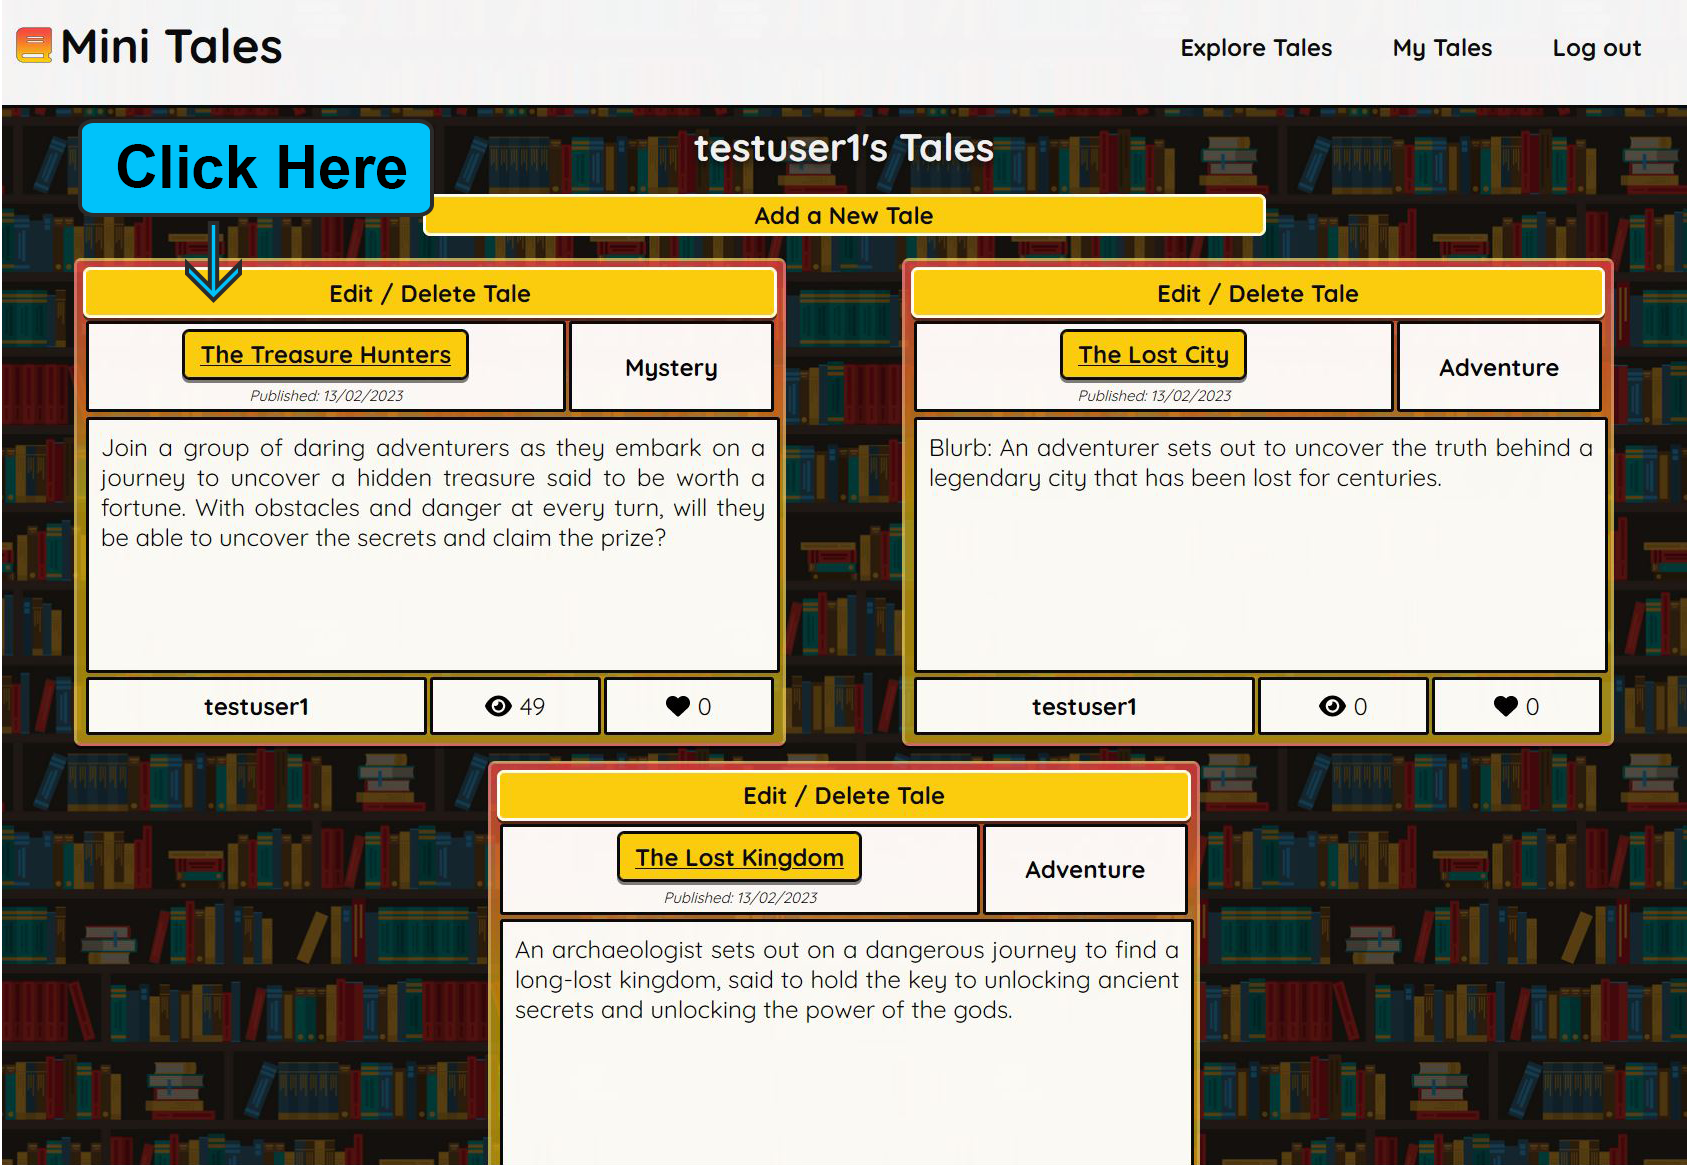 Mini Tales
Explore Tales
My Tales
Log out
Click Here
testuser1's Tales
Add a New Tale
Edit / Delete Tale
The Treasure Hunters
Published: 13/02/2023
Mystery
Join a group of daring adventurers as they embark on a
journey to uncover a hidden treasure said to be worth a
fortune. With obstacles and danger at every turn, will they
be able to uncover the secrets and claim the prize?
testuser1
49
0
Edit / Delete Tale
The Lost City
Published: 13/02/2023
Adventure
Blurb: An adventurer sets out to uncover the truth behind a
legendary city that has been lost for centuries.
testuser1
0
0
Edit / Delete Tale
The Lost Kingdom
Published: 13/02/2023
Adventure
An archaeologist sets out on a dangerous journey to find a
long-lost kingdom, said to hold the key to unlocking ancient
secrets and unlocking the power of the gods.